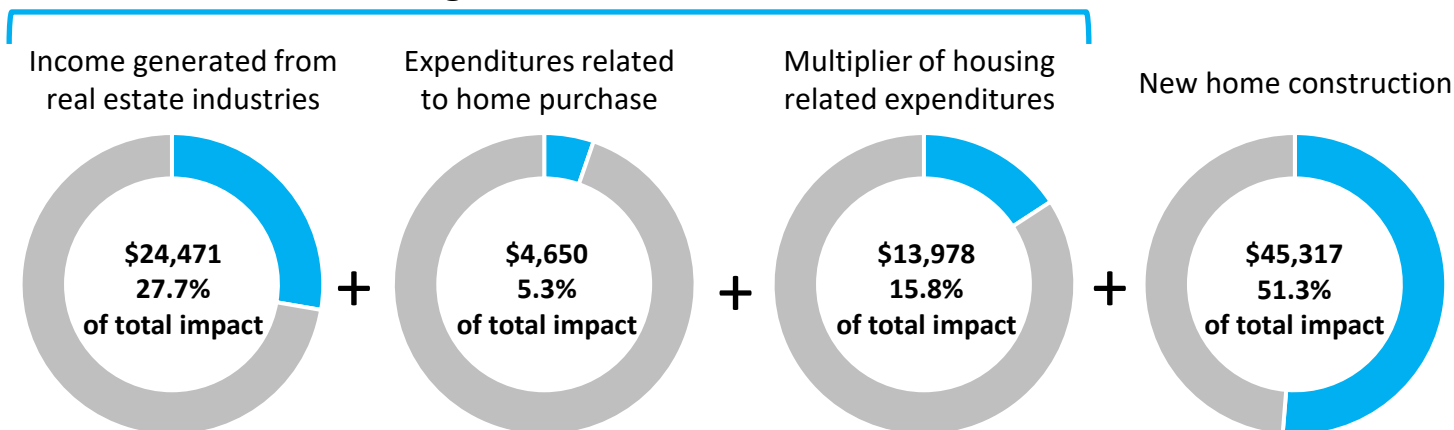 Income generated from
real estate industries
$24,471
27.7%
of total impact
+
Expenditures related
to home purchase
$4,650
5.3%
of total impact
+
Multiplier of housing
related expenditures
$13,978
15.8%
of total impact
+
New home construction
$45,317
51.3%
of total impact